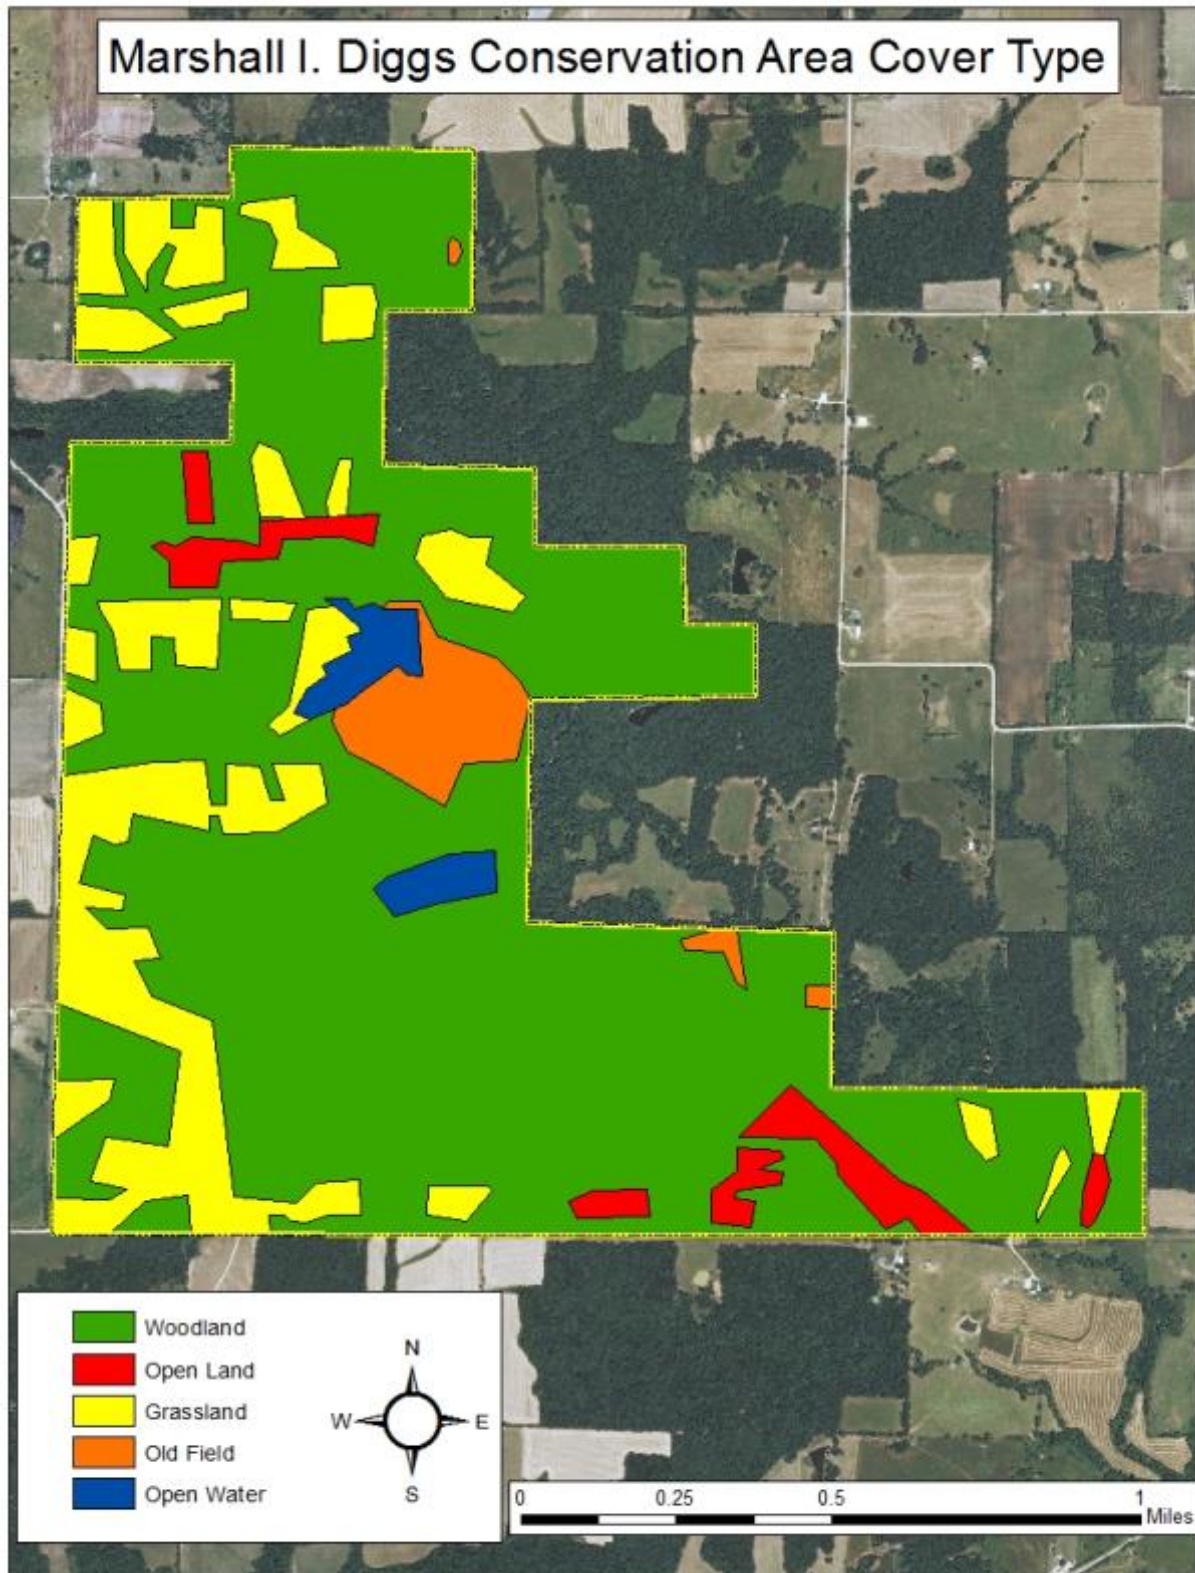 Marshall I. Diggs Conservation Area Cover Type
Woodland
Open Land
Grassland
Old Field
Open Water
N
W E
S
0 0.25 0.5 1
Miles